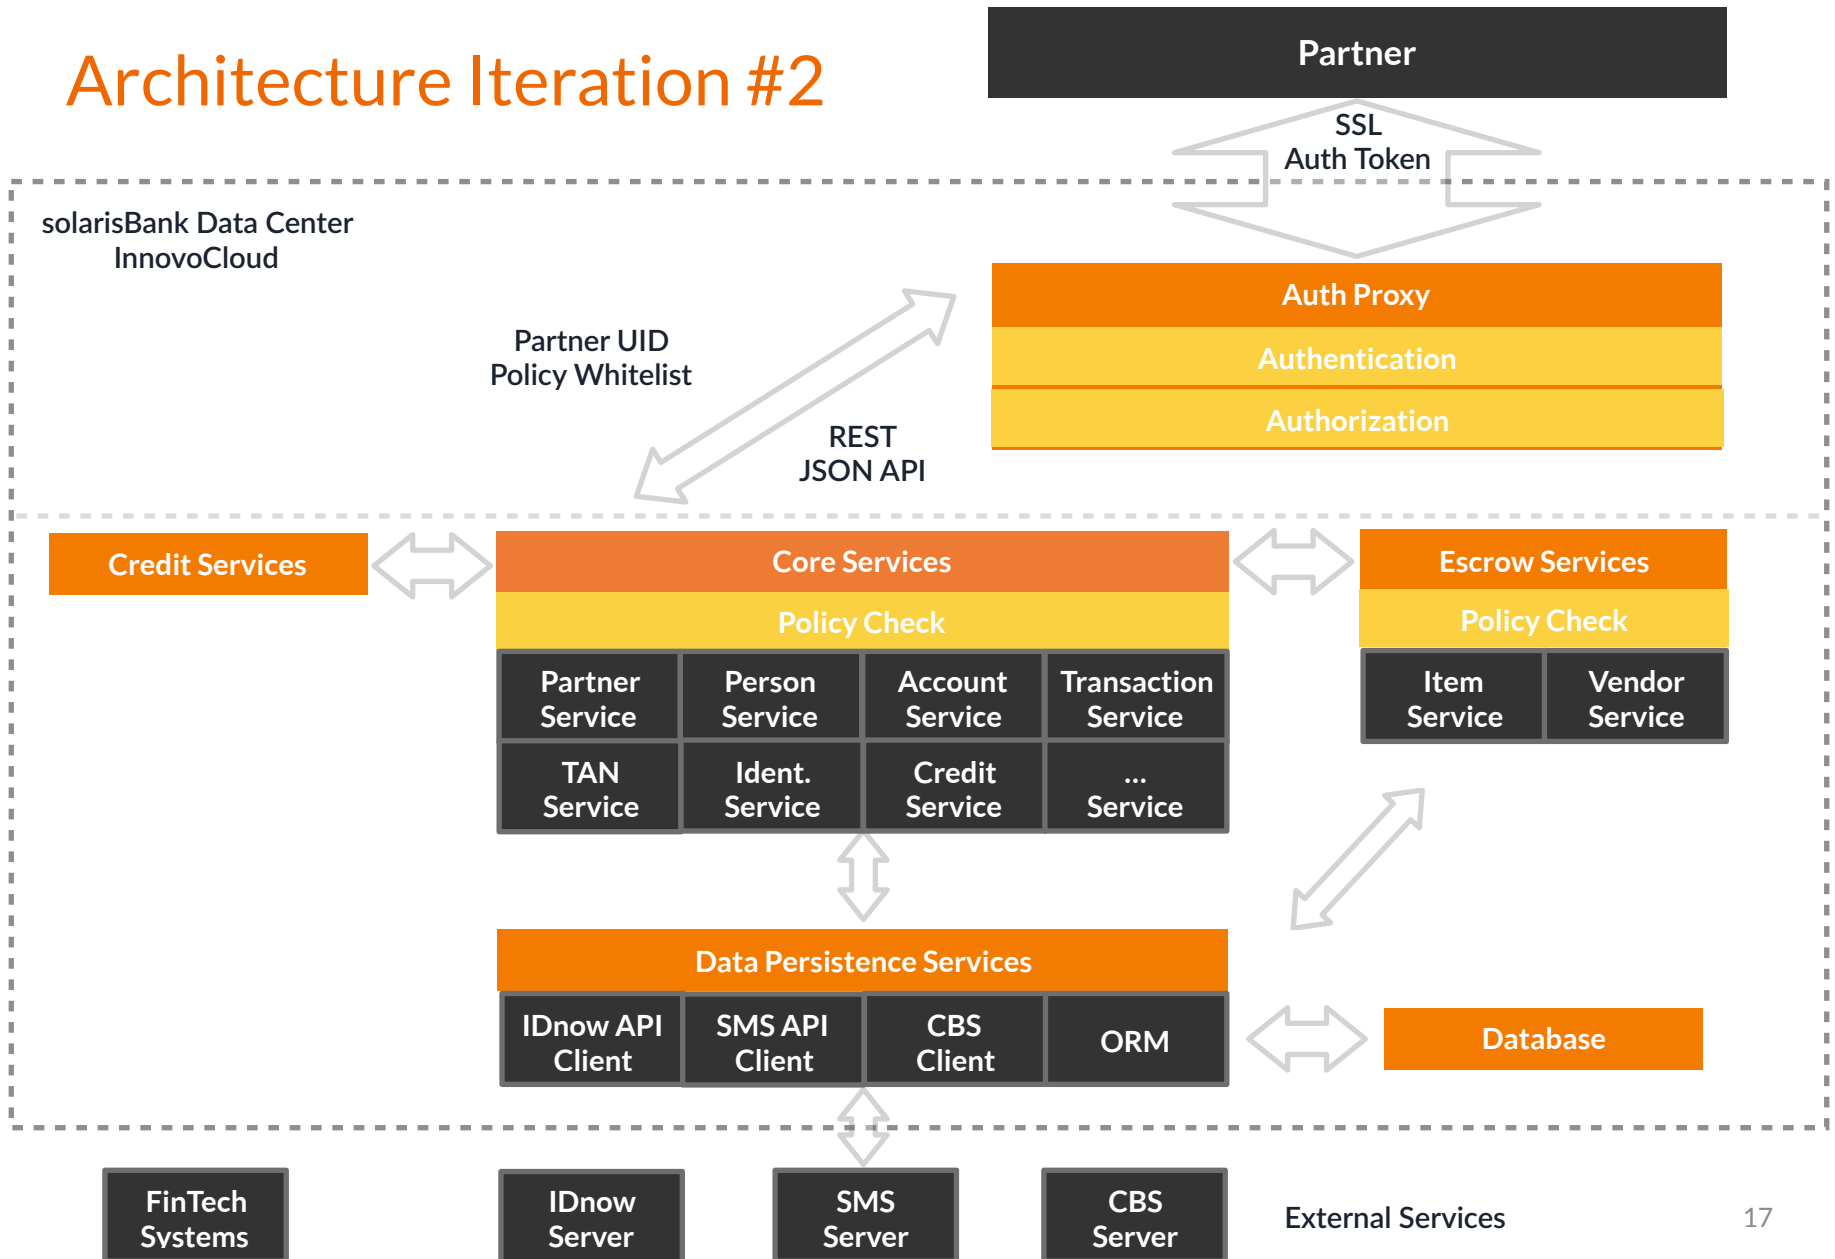 Architecture Iteration #2
Partner
SSL
Auth Token
solarisBank Data Center
InnovoCloud
Auth Proxy
Authentication
Authorization
Partner UID
Policy Whitelist
REST
JSON API
Credit Services
Core Services
Policy Check
Partner
Service
Person
Service
Account
Service
Transaction
Service
TAN
Service
Ident.
Service
Credit
Service
...
Service
Escrow Services
Policy Check
Item
Service
Vendor
Service
Data Persistence Services
IDnow API
Client
SMS API
Client
CBS
Client
ORM
Database
FinTech
Systems
IDnow
Server
SMS
Server
CBS
Server
External Services
17